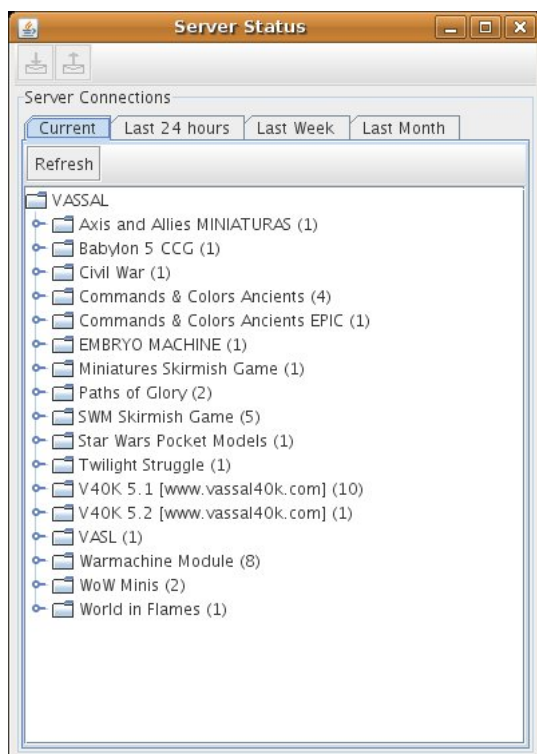 Server Status
Server Connections
Current Last 24 hours Last Week Last Month
Refresh
VASSAL
Axis and Allies MINIATURAS (1)
Babylon 5 CCG (1)
Civil War (1)
Commands & Colors Ancients (4)
Commands & Colors Ancients EPIC (1)
EMBRYO MACHINE (1)
Miniatures Skirmish Game (1)
Paths of Glory (2)
SWM Skirmish Game (5)
Star Wars Pocket Models (1)
Twilight Struggle (1)
V40K 5.1 [www.vassal40k.com] (10)
V40K 5.2 [www.vassal40k.com] (1)
VASL (1)
Warmachine Module (8)
WoW Minis (2)
World in Flames (1)